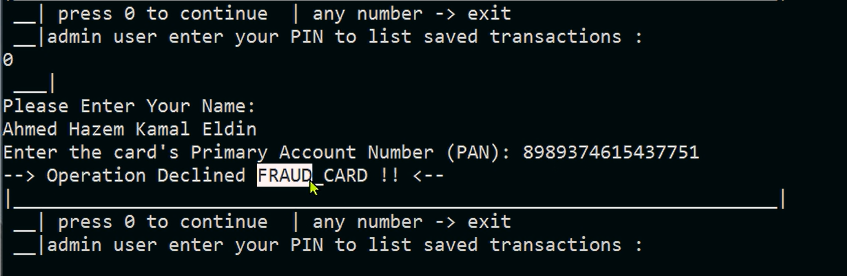 __| press 0 to continue | any number -> exit
__|admin user enter your PIN to list saved transactions :
0
___|
Please Enter Your Name:
Ahmed Hazem Kamal Eldin
Enter the card's Primary Account Number (PAN): 8989374615437751
--> Operation Declined FRAUD_CARD !! <--
|______________________________________________________________________|
__| press 0 to continue | any number -> exit
__|admin user enter your PIN to list saved transactions :